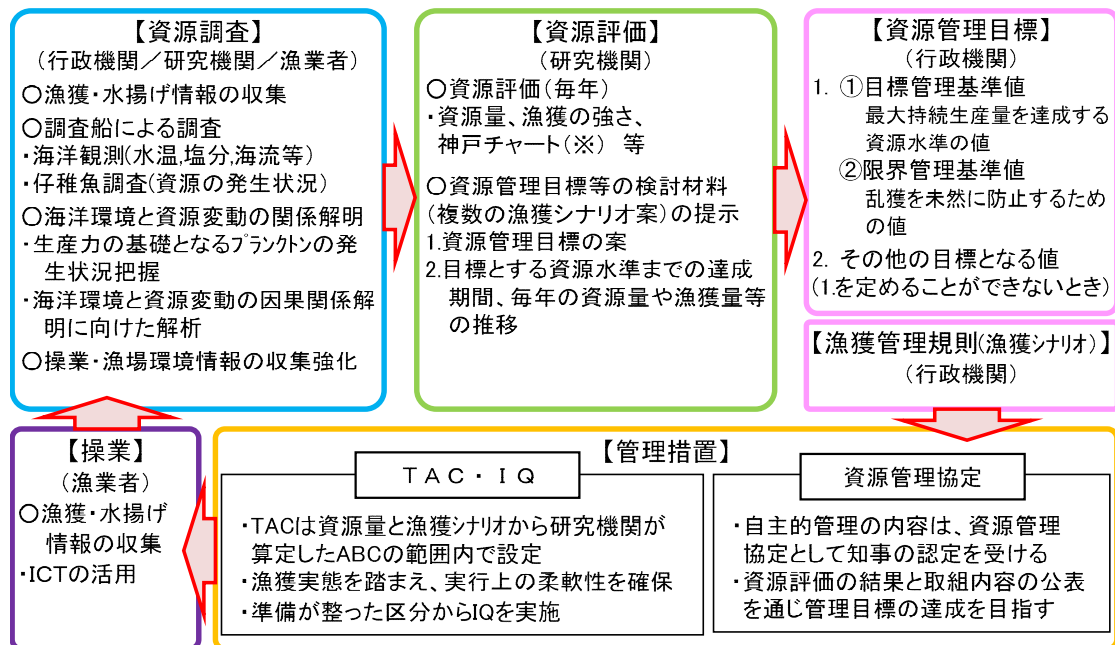 【資源調査】
(行政機関／研究機関／漁業者)
〇漁獲・水揚げ情報の収集
〇調査船による調査
・海洋観測(水温,塩分,海流等)
・仔稚魚調査(資源の発生状況)
〇海洋環境と資源変動の関係解明
・生産力の基礎となるプランクトンの発
生状況把握
・海洋環境と資源変動の因果関係解
明に向けた解析
〇操業・漁場環境情報の収集強化
【資源評価】
(研究機関)
〇資源評価(毎年)
・資源量、漁獲の強さ、
神戸チャート(※) 等
〇資源管理目標等の検討材料
(複数の漁獲シナリオ案)の提示
1.資源管理目標の案
2.目標とする資源水準までの達成
期間、毎年の資源量や漁獲量等
の推移
【資源管理目標】
(行政機関)
1. ①目標管理基準値
最大持続生産量を達成する
資源水準の値
②限界管理基準値
乱獲を未然に防止するため
の値
2. その他の目標となる値
(1.を定めることができないとき)
【漁獲管理規則(漁獲シナリオ)】
(行政機関)
【管理措置】
TAC・IQ
・TACは資源量と漁獲シナリオから研究機関が
算定したABCの範囲内で設定
・漁獲実態を踏まえ、実行上の柔軟性を確保
・準備が整った区分からIQを実施
資源管理協定
・自主的管理の内容は、資源管理
協定として知事の認定を受ける
・資源評価の結果と取組内容の公表
を通じ管理目標の達成を目指す
【操業】
(漁業者)
〇漁獲・水揚げ
情報の収集
・ICTの活用